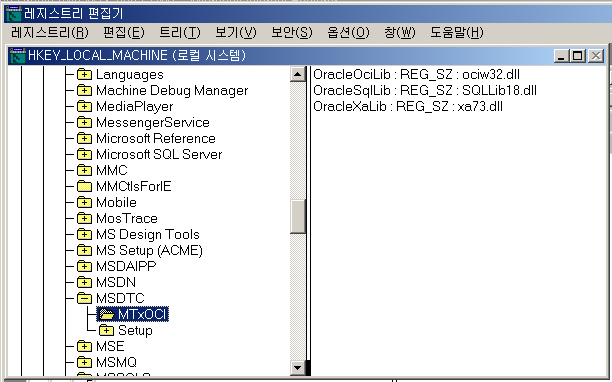 레지스트리 편집기
레지스트리(R) 편집(E) 트리(T) 보기(V) 보안(S) 옵션(O) 창(W) 도움말(H)
HKEY_LOCAL_MACHINE (로컬 시스템)
Languages
Machine Debug Manager
MediaPlayer
MessengerService
Microsoft Reference
Microsoft SQL Server
MMC
MMCtlsForIE
Mobile
MosTrace
MS Design Tools
MS Setup (ACME)
MSDAIPP
MSDN
MSDTC
MTxOCI
Setup
MSE
MSMQ
OracleOciLib : REG_SZ : ociw32.dll
OracleSqlLib : REG_SZ : SQLLib18.dll
OracleXaLib : REG_SZ : xa73.dll